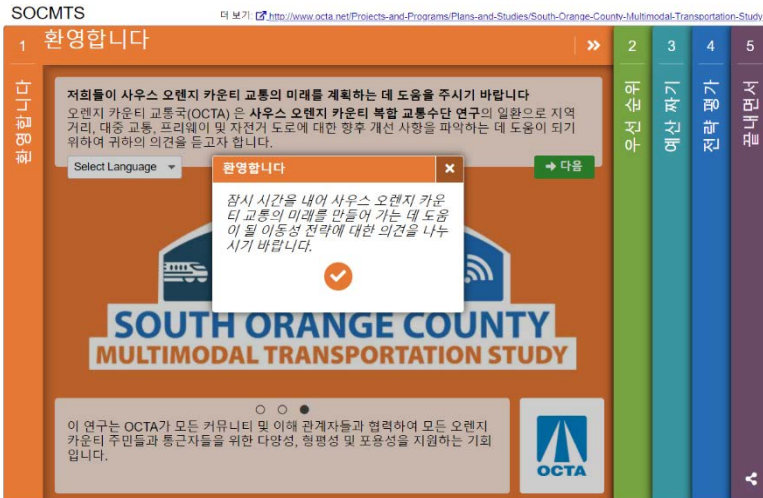 SOCMTS
더 보기: http://www.octa.net/Projects-and-Programs/Plans-and-Studies/South-Orange-County-Multimodal-Transportation-Study
1 환영합니다 »
2
3
4
5
환영합니다
우선 순위
예산 짜기
전략 평가
끝내면서
저희들이 사우스 오렌지 카운티 교통의 미래를 계획하는 데 도움을 주시기 바랍니다
오렌지 카운티 교통국(OCTA) 은 사우스 오렌지 카운티 복합 교통수단 연구의 일환으로 지역
거리, 대중 교통, 프리웨이 및 자전거 도로에 대한 향후 개선 사항을 파악하는 데 도움이 되기
위하여 귀하의 의견을 듣고자 합니다.
Select Language
다음
환영합니다 ×
잠시 시간을 내어 사우스 오렌지 카운
티 교통의 미래를 만들어 가는 데 도움
이 될 이동성 전략에 대한 의견을 나누
시기 바랍니다.
SOUTH ORANGE COUNTY
MULTIMODAL TRANSPORTATION STUDY
이 연구는 OCTA가 모든 커뮤니티 및 이해 관계자들과 협력하여 모든 오렌지
카운티 주민들과 통근자들을 위한 다양성, 형평성 및 포용성을 지원하는 기회
입니다.
OCTA